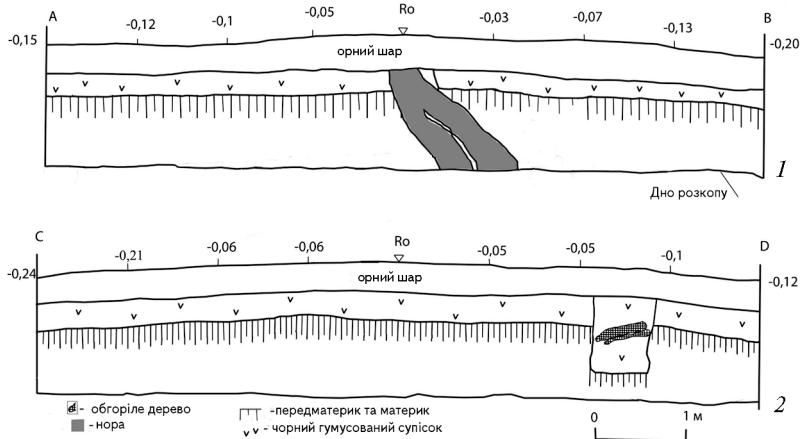 A Ro B
-0,15 -0,12 -0,1 -0,05 -0,03 -0,07 -0,13 -0,20
орний шар
1
Дно розкопу
C Ro D
-0,24 -0,21 -0,06 -0,06 -0,05 -0,05 -0,1 -0,12
орний шар
2
- обгоріле дерево
- нора
-передматерик та материк
- чорний гумусований супісок
0 1 м